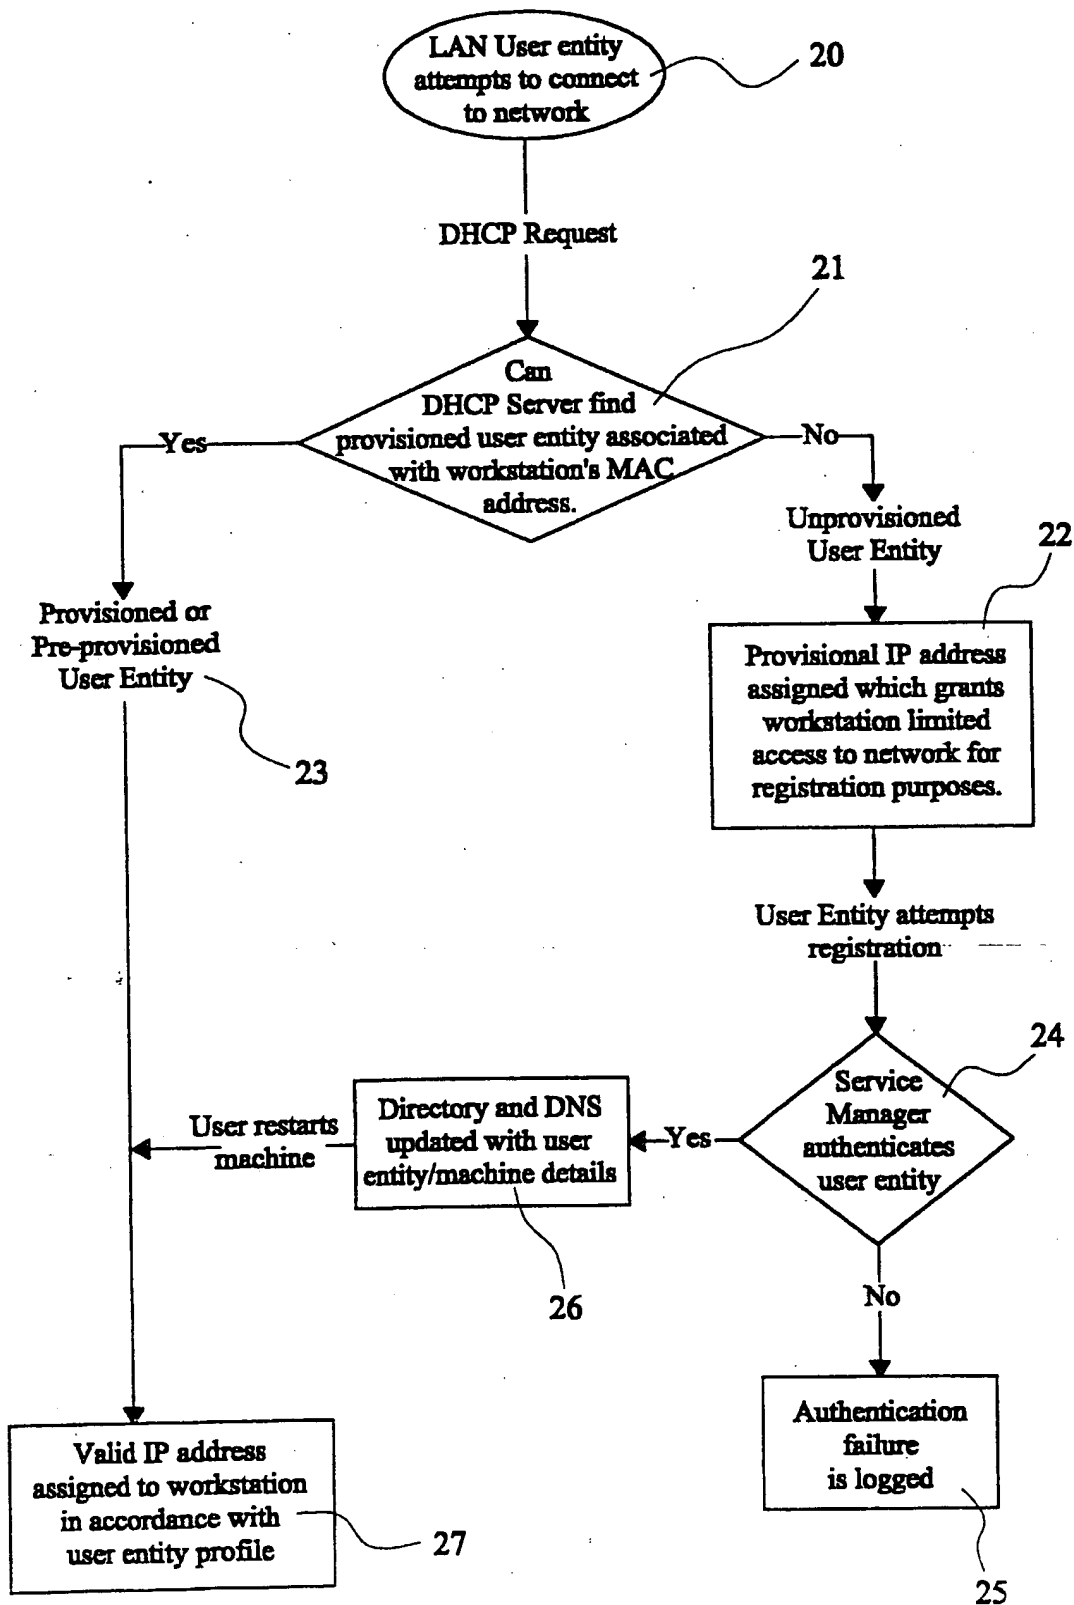 LAN User entity
attempts to connect
to network
20
DHCP Request
21
Can
DHCP Server find
provisioned user entity associated
with workstation's MAC
address.
Yes
No
Unprovisioned
User Entity
22
Provisioned or
Pre-provisioned
User Entity
23
Provisional IP address
assigned which grants
workstation limited
access to network for
registration purposes.
User Entity attempts
registration
24
Service
Manager
authenticates
user entity
Yes
Directory and DNS
updated with user
entity/machine details
26
User restarts
machine
No
Authentication
failure
is logged
25
Valid IP address
assigned to workstation
in accordance with
user entity profile
27